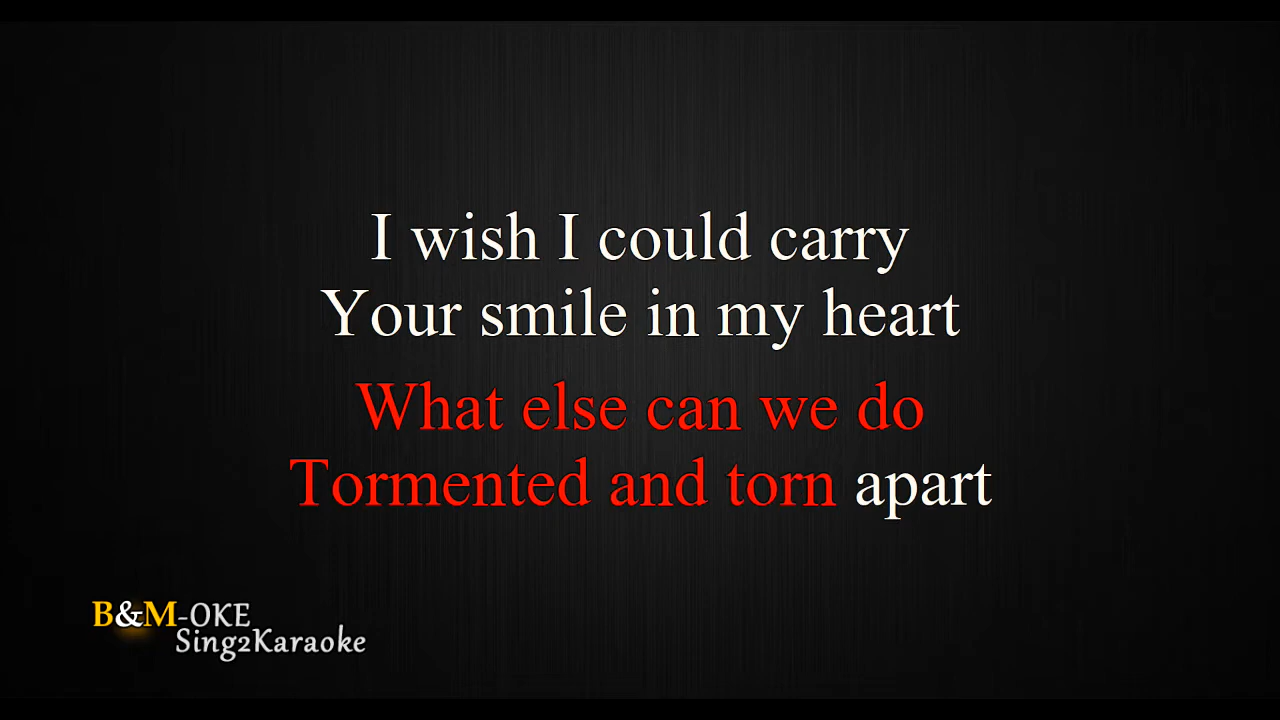 I wish I could carry
Your smile in my heart
What else can we do
Tormented and torn apart
B&M-OKE
Sing2Karaoke